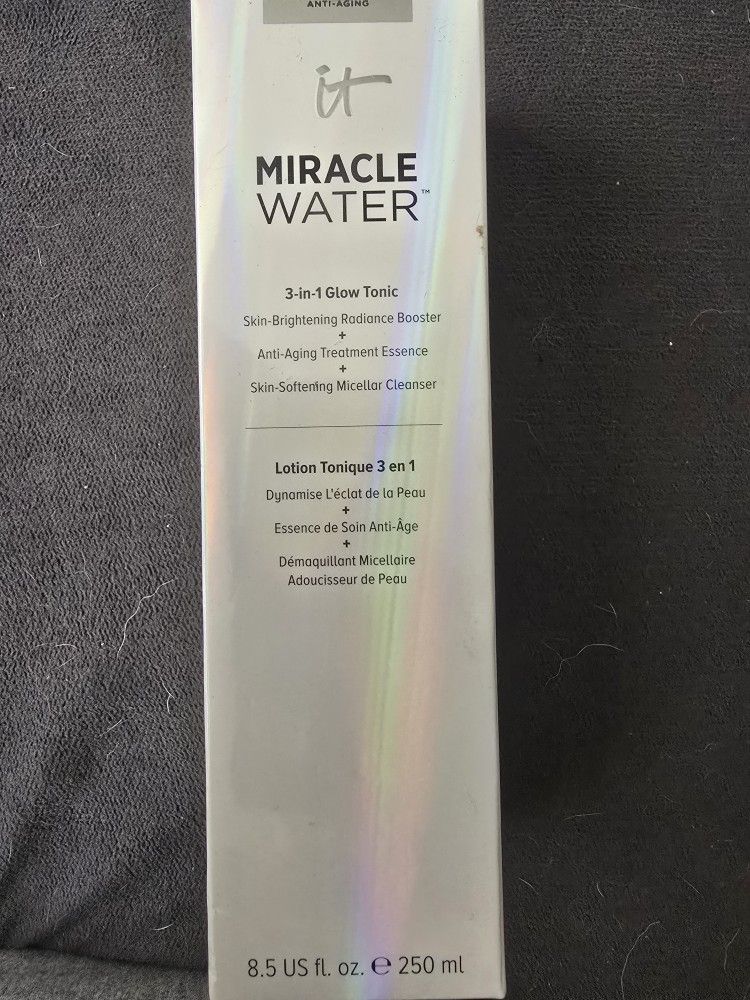 ANTI-AGING
it
MIRACLE
WATER™
3-in-1 Glow Tonic
Skin-Brightening Radiance Booster
+
Anti-Aging Treatment Essence
+
Skin-Softening Micellar Cleanser
Lotion Tonique 3 en 1
Dynamise L'éclat de la Peau
+
Essence de Soin Anti-Âge
+
Démaquillant Micellaire
Adoucisseur de Peau
8.5 US fl. oz. ℮ 250 ml